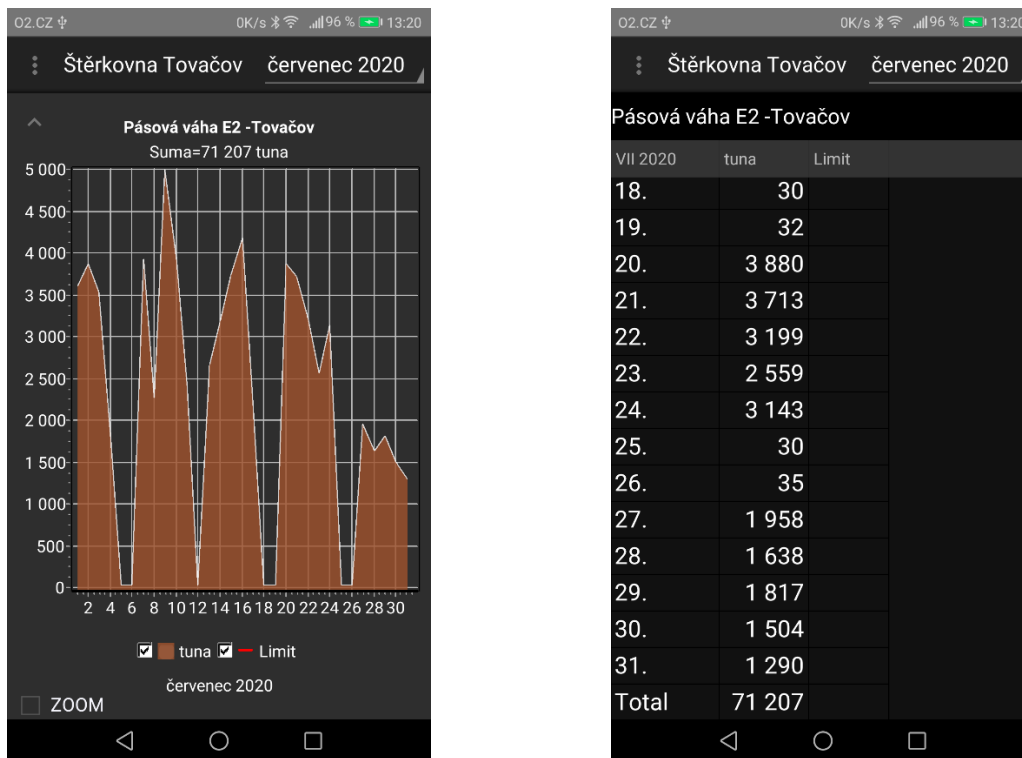 O2.CZ 0K/s 96 % 13:20
Štěrkovna Tovačov červenec 2020
Pásová váha E2 -Tovačov
Suma=71 207 tuna
5 000
4 500
4 000
3 500
3 000
2 500
2 000
1 500
1 000
500
0
2 4 6 8 10 12 14 16 18 20 22 24 26 28 30
tuna Limit
červenec 2020
ZOOM
O2.CZ 0K/s 96 % 13:20
Štěrkovna Tovačov červenec 2020
Pásová váha E2 -Tovačov
VII 2020 tuna Limit
18. 30
19. 32
20. 3 880
21. 3 713
22. 3 199
23. 2 559
24. 3 143
25. 30
26. 35
27. 1 958
28. 1 638
29. 1 817
30. 1 504
31. 1 290
Total 71 207